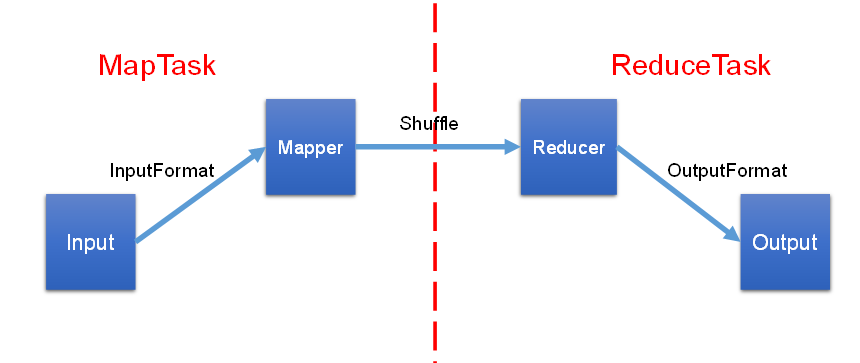 MapTask
ReduceTask
Input
InputFormat
Mapper
Shuffle
Reducer
OutputFormat
Output